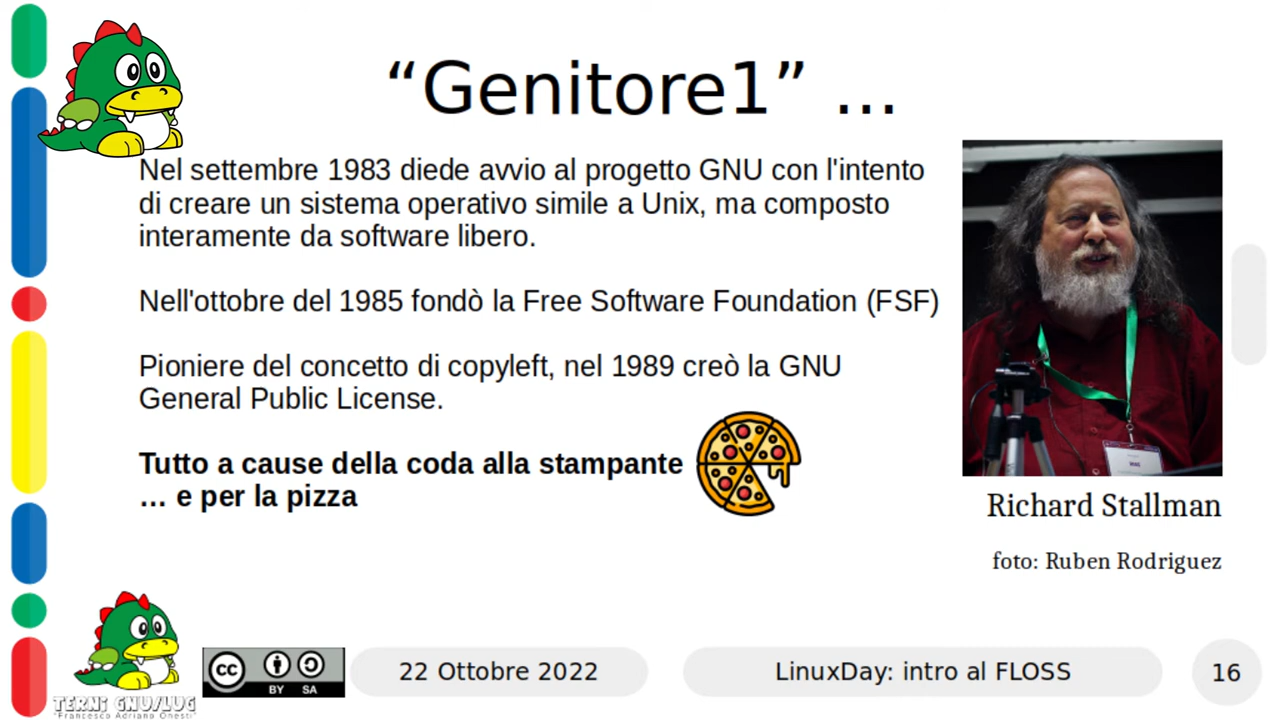 “Genitore1” ...
Nel settembre 1983 diede avvio al progetto GNU con l'intento
di creare un sistema operativo simile a Unix, ma composto
interamente da software libero.
Nell'ottobre del 1985 fondò la Free Software Foundation (FSF)
Pioniere del concetto di copyleft, nel 1989 creò la GNU
General Public License.
Tutto a cause della coda alla stampante
... e per la pizza
Richard Stallman
foto: Ruben Rodriguez
TERNi GNU/LUG
"Francesco Adriano Onesti"
cc
BY SA
22 Ottobre 2022
LinuxDay: intro al FLOSS
16